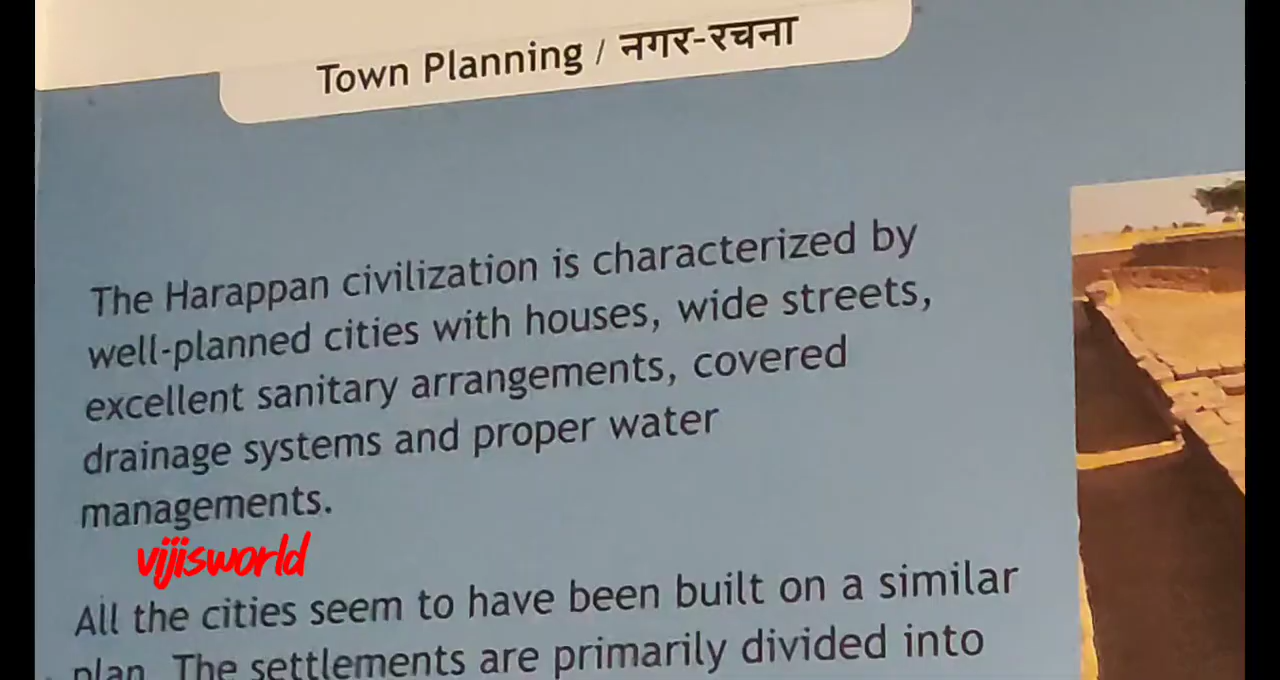 Town Planning / नगर-रचना
The Harappan civilization is characterized by
well-planned cities with houses, wide streets,
excellent sanitary arrangements, covered
drainage systems and proper water
managements.
vijisworld
All the cities seem to have been built on a similar
plan. The settlements are primarily divided into